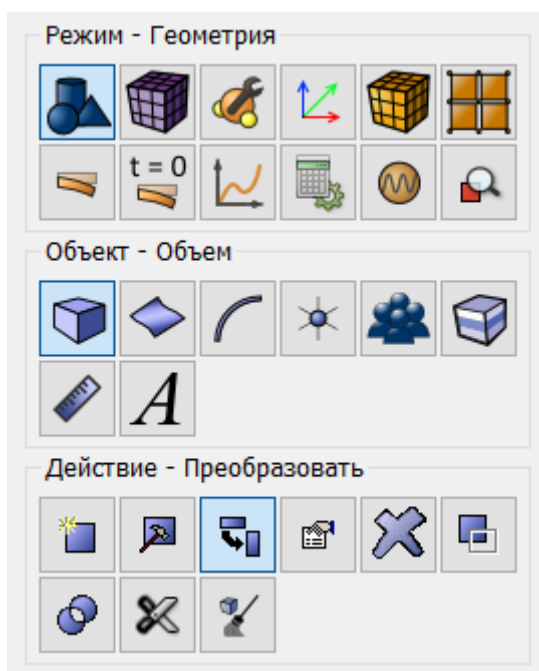 Режим - Геометрия
t = 0
Объект - Объем
A
Действие - Преобразовать